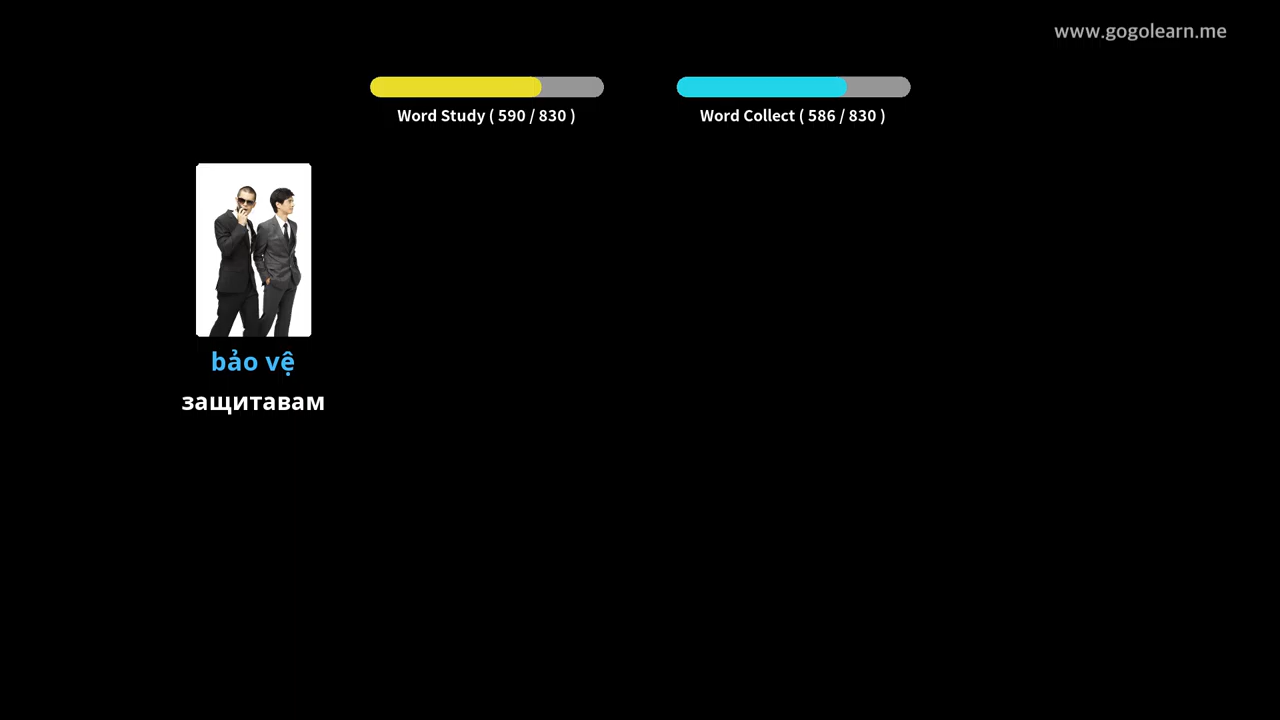 www.gogolearn.me
Word Study ( 590 / 830 )
Word Collect ( 586 / 830 )
bảo vệ
защитавам